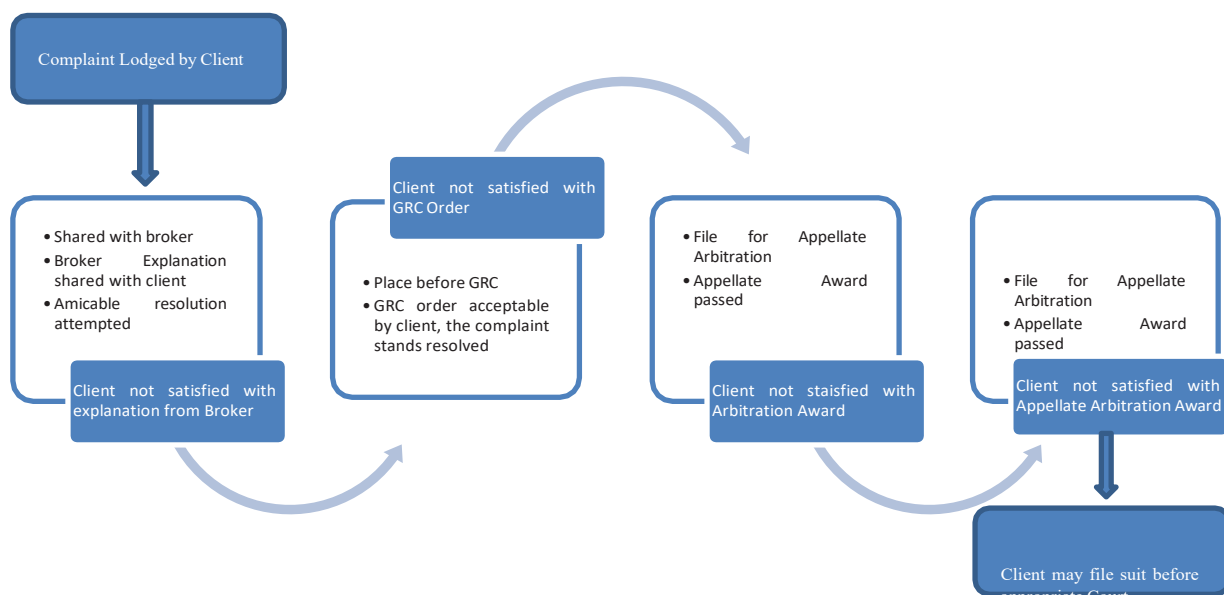 Complaint Lodged by Client
• Shared with broker
• Broker Explanation
shared with client
• Amicable resolution
attempted
Client not satisfied with
explanation from Broker
Client not satisfied with
GRC Order
• Place before GRC
• GRC order acceptable
by client, the complaint
stands resolved
• File for Appellate
Arbitration
• Appellate Award
passed
Client not staisfied with
Arbitration Award
• File for Appellate
Arbitration
• Appellate Award
passed
Client not satisfied with
Appellate Arbitration Award
Client may file suit before
appropriate Court